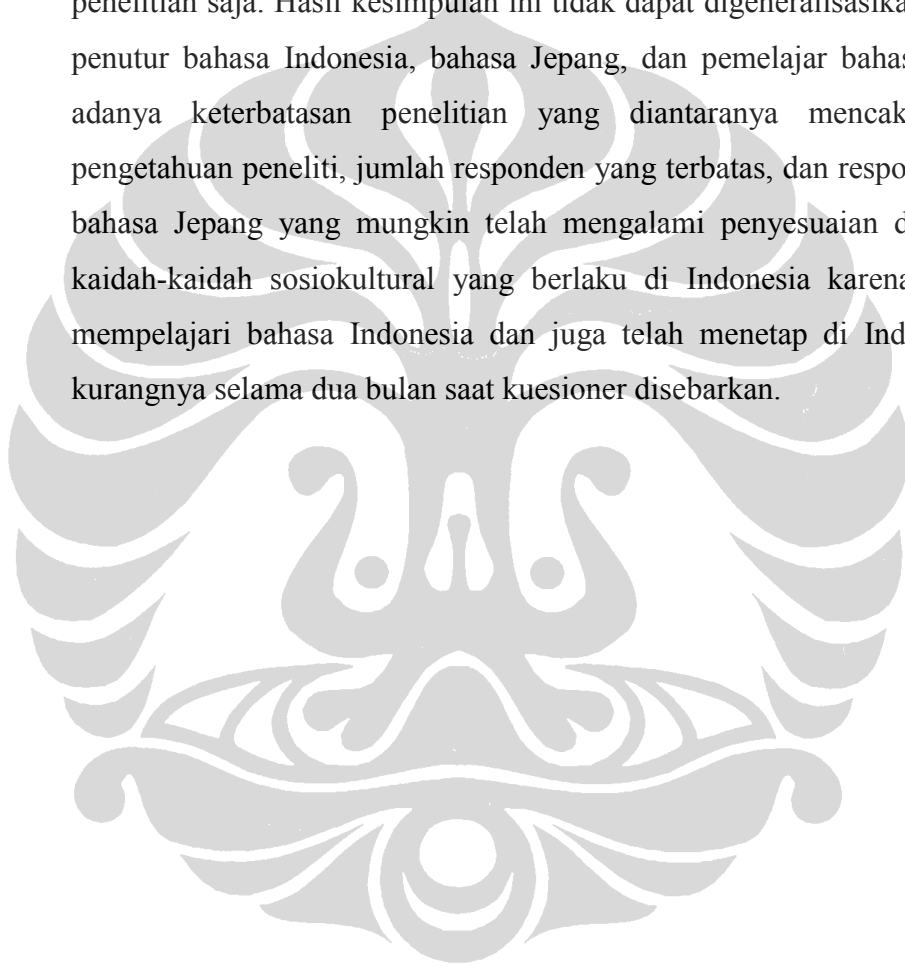 penelitian saja. Hasil kesimpulan ini tidak dapat digeneralisasika
penutur bahasa Indonesia, bahasa Jepang, dan pemelajar bahas
adanya keterbatasan penelitian yang diantaranya mencak
pengetahuan peneliti, jumlah responden yang terbatas, dan respo
bahasa Jepang yang mungkin telah mengalami penyesuaian d
kaidah-kaidah sosiokultural yang berlaku di Indonesia karena
mempelajari bahasa Indonesia dan juga telah menetap di Ind
kurangnya selama dua bulan saat kuesioner disebarkan.